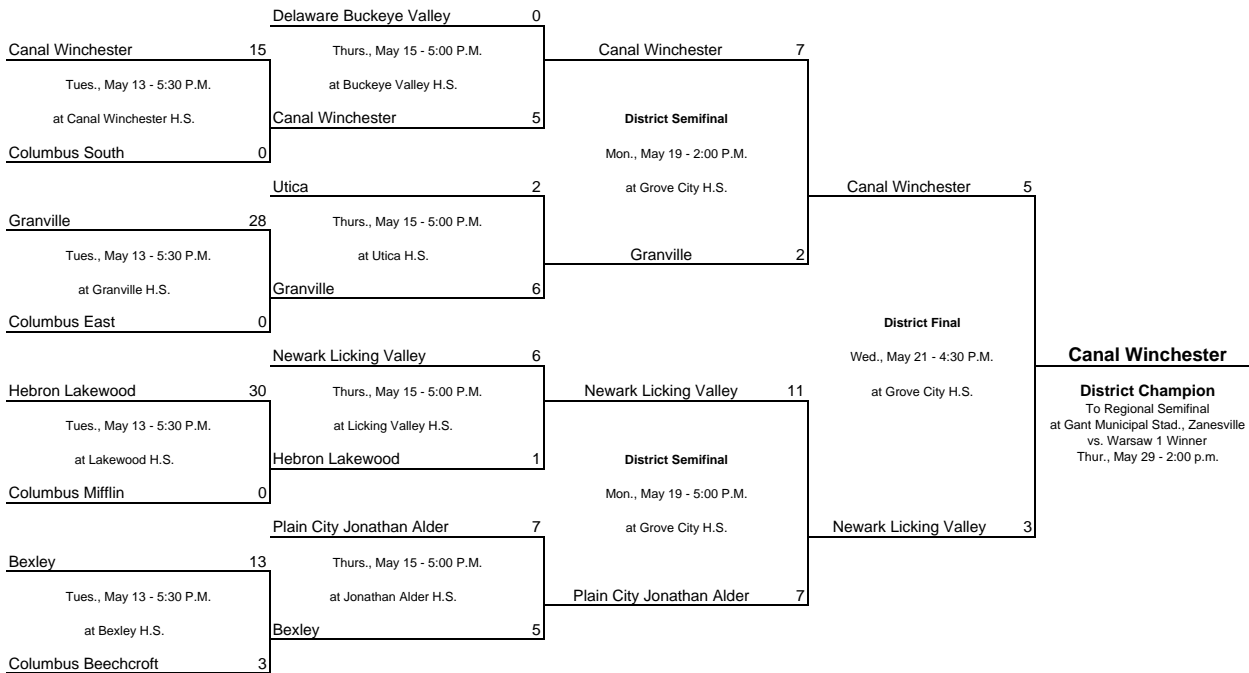 Delaware Buckeye Valley 0
Canal Winchester 15
Thurs., May 15 - 5:00 P.M.
Canal Winchester 7
Tues., May 13 - 5:30 P.M.
at Buckeye Valley H.S.
at Canal Winchester H.S.
Canal Winchester 5
District Semifinal
Columbus South 0
Mon., May 19 - 2:00 P.M.
Utica 2
at Grove City H.S.
Canal Winchester 5
Granville 28
Thurs., May 15 - 5:00 P.M.
Tues., May 13 - 5:30 P.M.
at Utica H.S.
Granville 2
at Granville H.S.
Granville 6
Columbus East 0
District Final
Newark Licking Valley 6
Wed., May 21 - 4:30 P.M.
Canal Winchester
Hebron Lakewood 30
Thurs., May 15 - 5:00 P.M.
Newark Licking Valley 11
at Grove City H.S.
District Champion
To Regional Semifinal
at Gant Municipal Stad., Zanesville
vs. Warsaw 1 Winner
Thur., May 29 - 2:00 p.m.
Tues., May 13 - 5:30 P.M.
at Licking Valley H.S.
at Lakewood H.S.
Hebron Lakewood 1
District Semifinal
Columbus Mifflin 0
Mon., May 19 - 5:00 P.M.
Plain City Jonathan Alder 7
at Grove City H.S.
Newark Licking Valley 3
Bexley 13
Thurs., May 15 - 5:00 P.M.
Tues., May 13 - 5:30 P.M.
at Jonathan Alder H.S.
Plain City Jonathan Alder 7
at Bexley H.S.
Bexley 5
Columbus Beechcroft 3